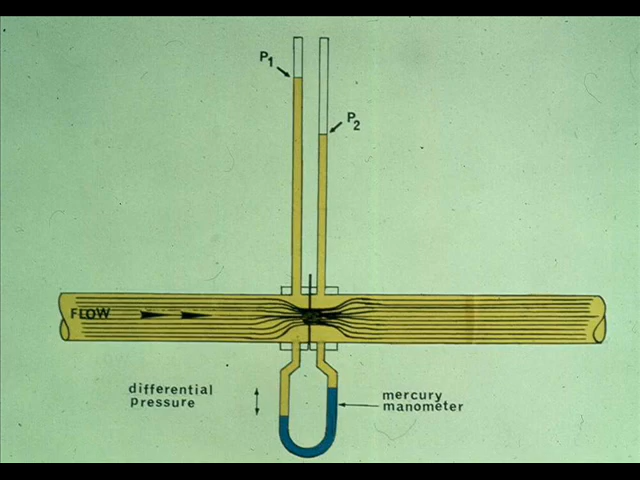 P1
P2
FLOW
differential
pressure
mercury
manometer